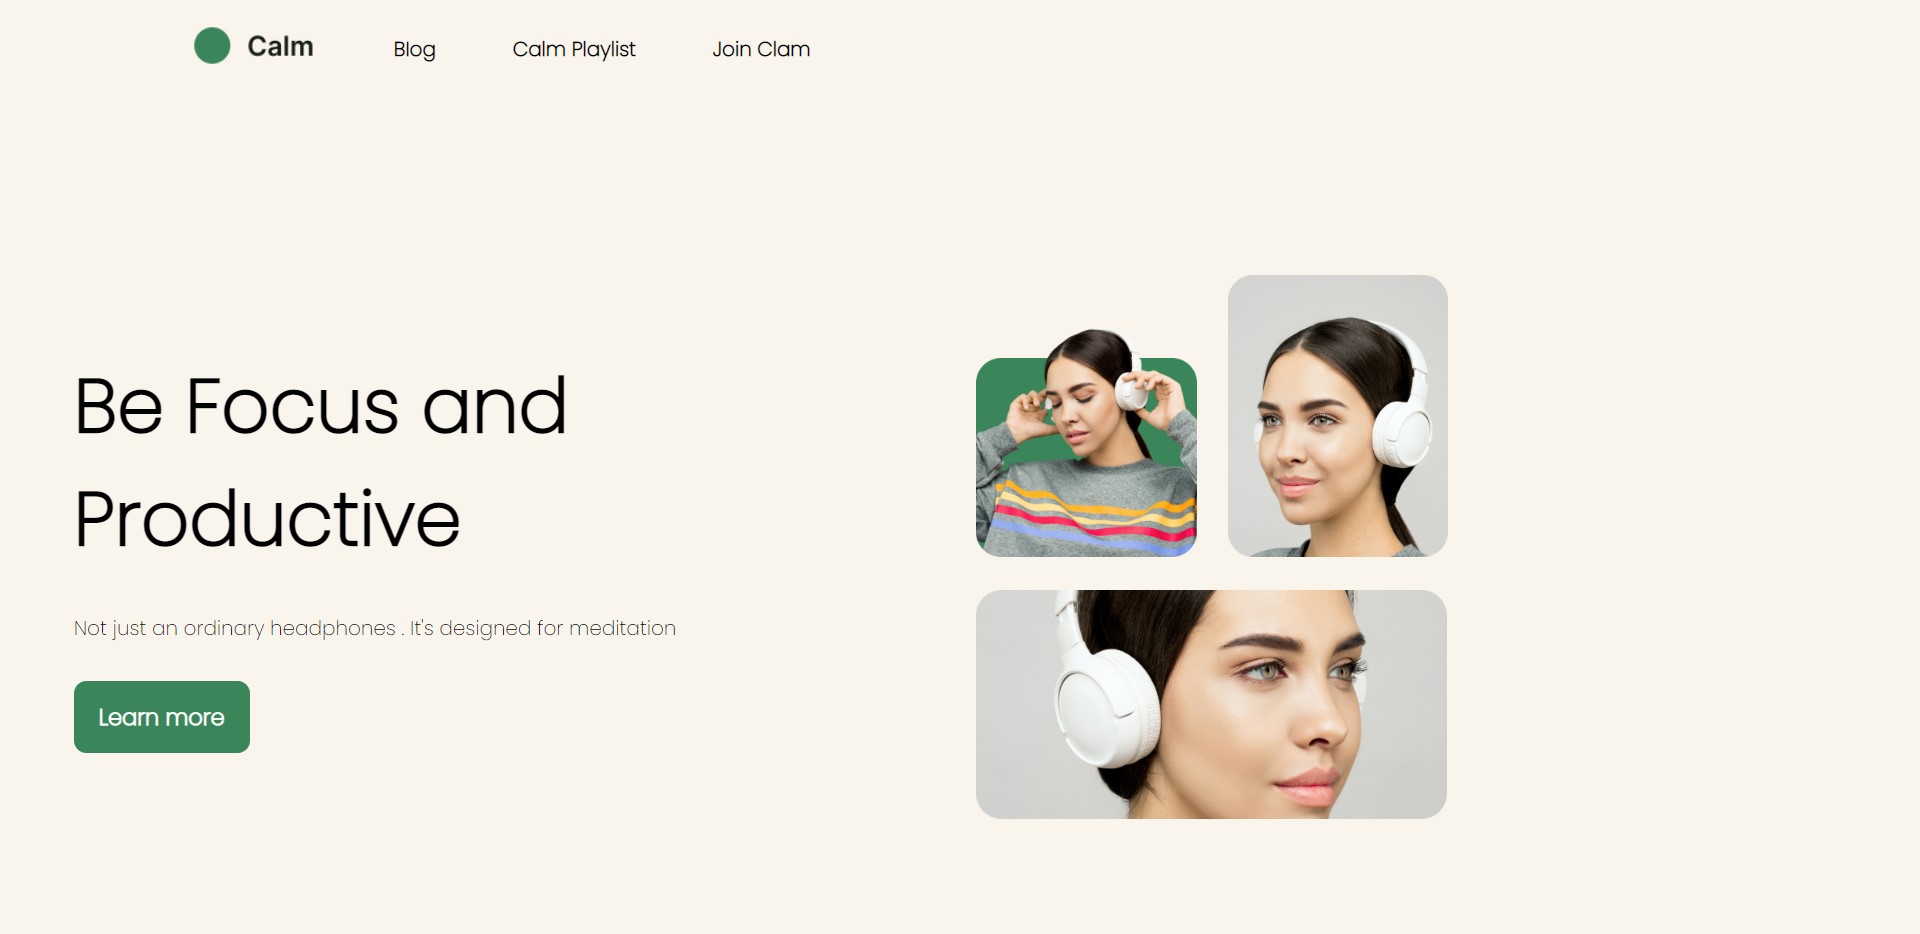 Calm
Blog
Calm Playlist
Join Clam
Be Focus and
Productive
Not just an ordinary headphones . It's designed for meditation
Learn more